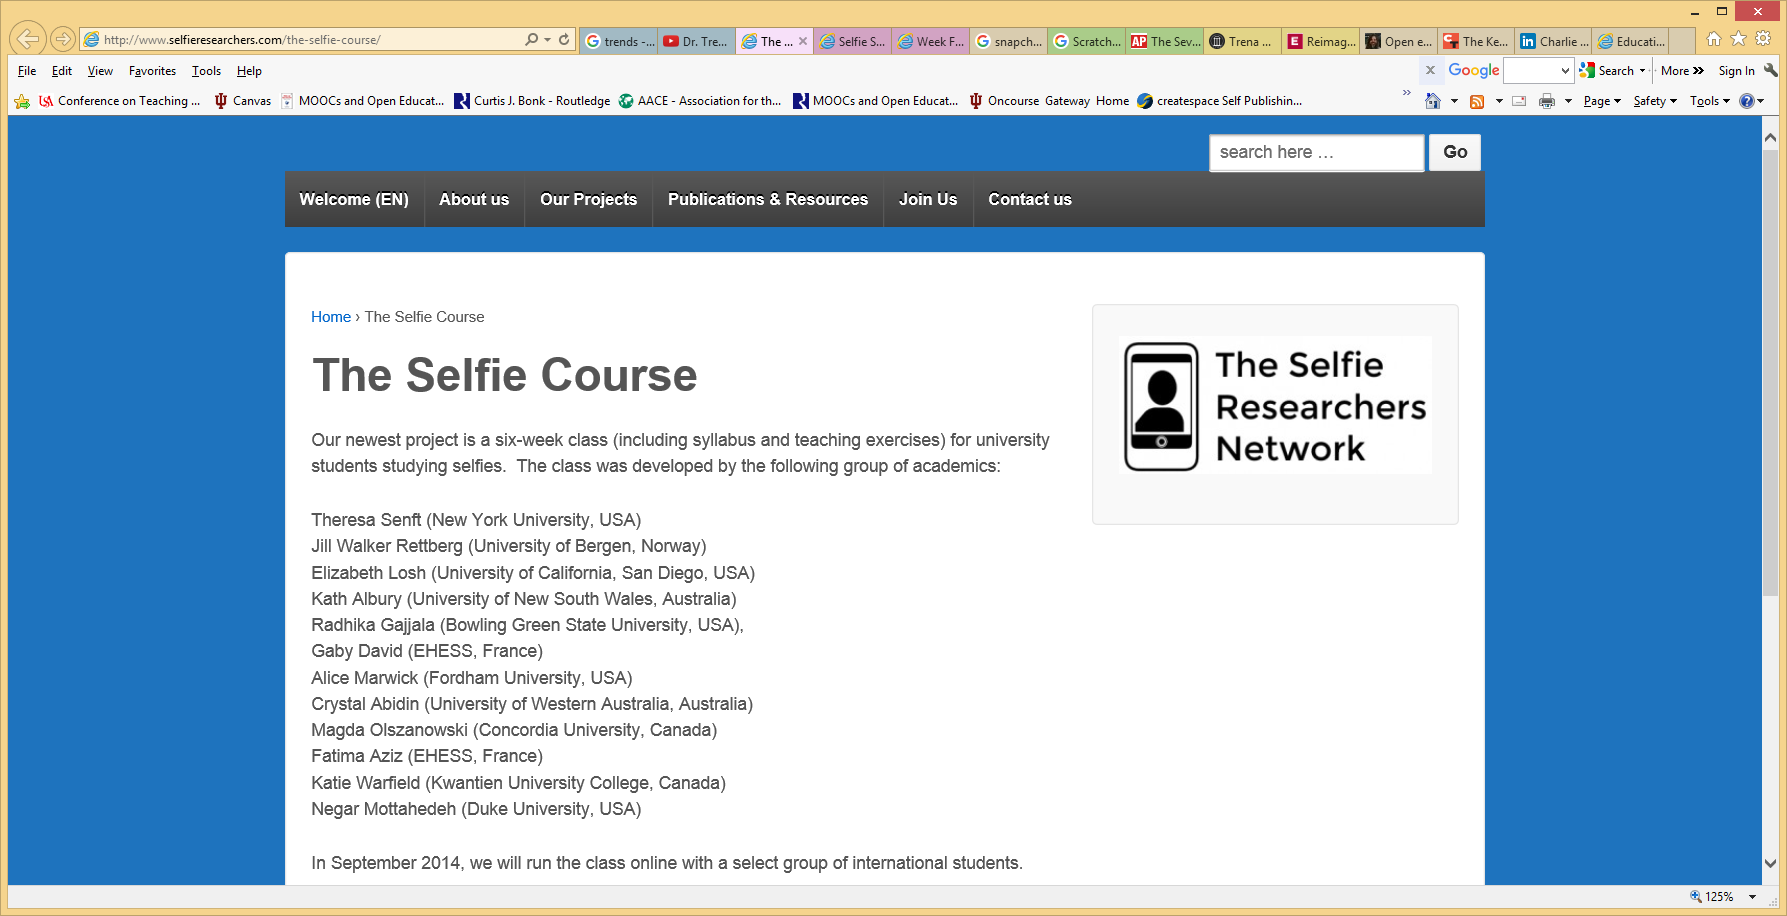 http://www.selfieresearchers.com/the-selfie-course/
trends -...
Dr. Tre...
The ...
Selfie S...
Week F...
snapch...
Scratch...
AP The Sev...
Trena ...
E Reimag...
Open e...
The Ke...
in Charlie ...
Educati...
File Edit View Favorites Tools Help
x Google Search More » Sign In
Conference on Teaching ... Canvas MOOCs and Open Educat... Curtis J. Bonk - Routledge AACE - Association for th... MOOCs and Open Educat... Oncourse Gateway Home createspace Self Publishin... » Page Safety Tools
search here ... Go
Welcome (EN) About us Our Projects Publications & Resources Join Us Contact us
Home › The Selfie Course
The Selfie Course
Our newest project is a six-week class (including syllabus and teaching exercises) for university
students studying selfies.  The class was developed by the following group of academics:
Theresa Senft (New York University, USA)
Jill Walker Rettberg (University of Bergen, Norway)
Elizabeth Losh (University of California, San Diego, USA)
Kath Albury (University of New South Wales, Australia)
Radhika Gajjala (Bowling Green State University, USA),
Gaby David (EHESS, France)
Alice Marwick (Fordham University, USA)
Crystal Abidin (University of Western Australia, Australia)
Magda Olszanowski (Concordia University, Canada)
Fatima Aziz (EHESS, France)
Katie Warfield (Kwantien University College, Canada)
Negar Mottahedeh (Duke University, USA)
In September 2014, we will run the class online with a select group of international students.
The Selfie
Researchers
Network
125%